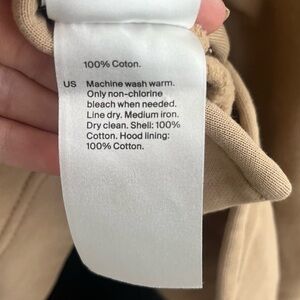 100% Coton.
US Machine wash warm.
Only non-chlorine
bleach when needed.
Line dry. Medium iron.
Dry clean. Shell: 100%
Cotton. Hood lining:
100% Cotton.